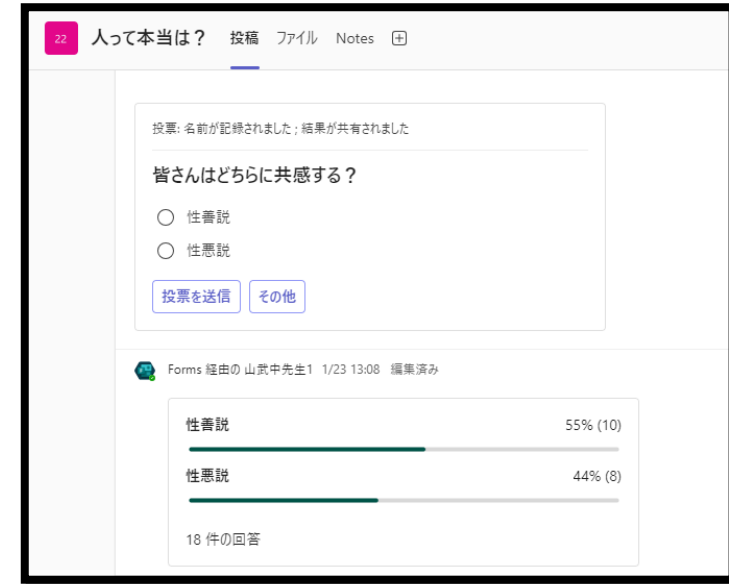 22 人って本当は？ 投稿 ファイル Notes
投票: 名前が記録されました ; 結果が共有されました
皆さんはどちらに共感する？
性善説
性悪説
投票を送信 その他
Forms 経由の 山武中先生1 1/23 13:08 編集済み
性善説 55% (10)
性悪説 44% (8)
18 件の回答